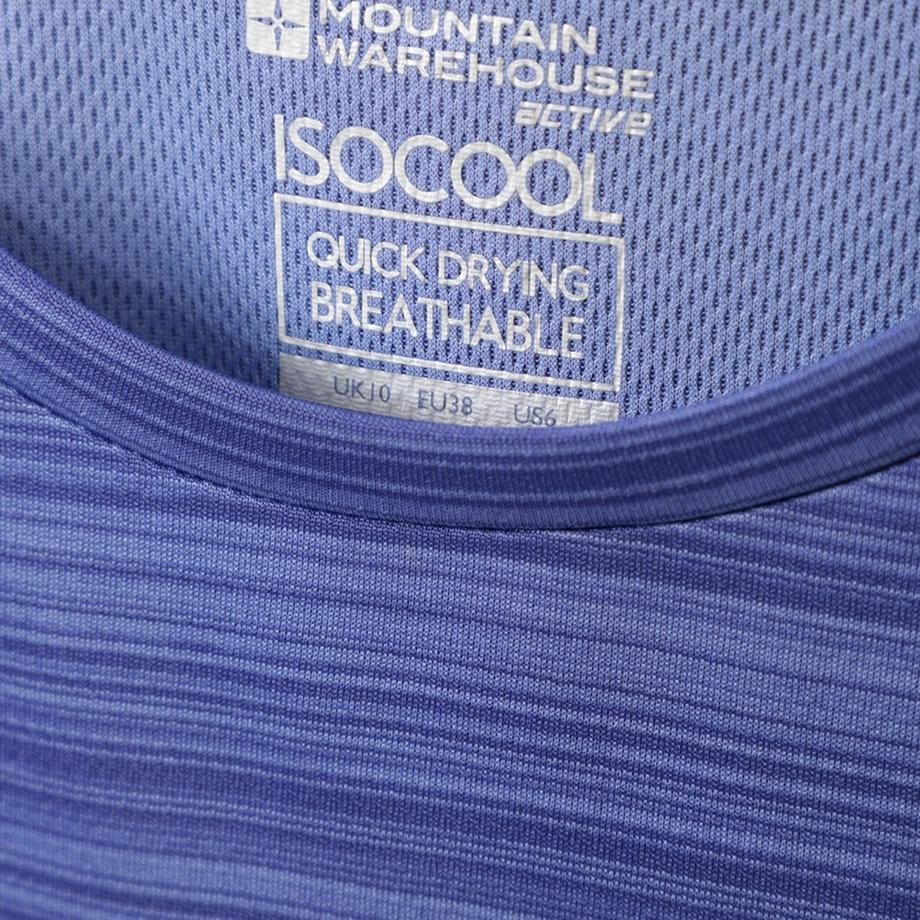 MOUNTAIN
WAREHOUSE
active
ISOCOOL
QUICK DRYING
BREATHABLE
UK10 EU38 US6